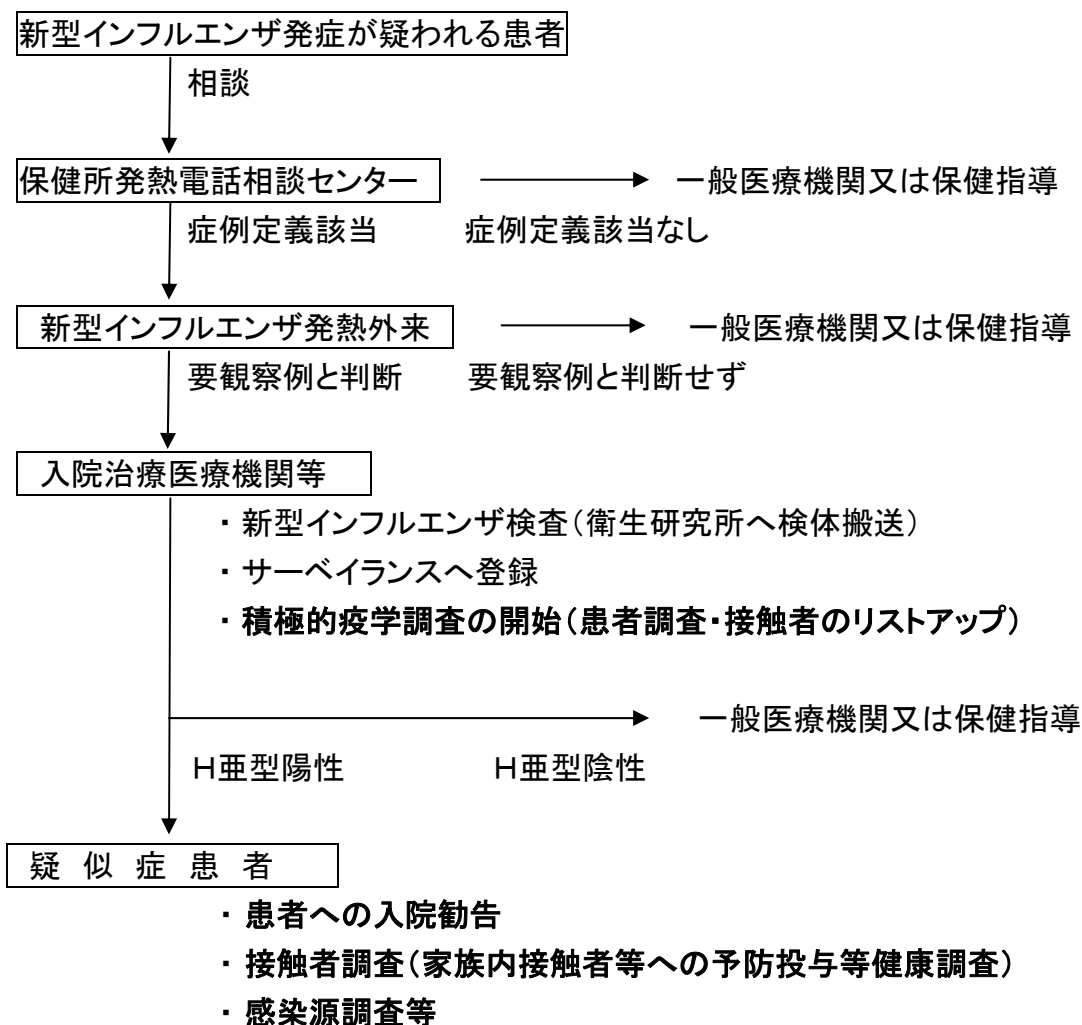 新型インフルエンザ発症が疑われる患者
相談
保健所発熱電話相談センター 一般医療機関又は保健指導
症例定義該当 症例定義該当なし
新型インフルエンザ発熱外来 一般医療機関又は保健指導
要観察例と判断 要観察例と判断せず
入院治療医療機関等
・新型インフルエンザ検査(衛生研究所へ検体搬送)
・サーベイランスへ登録
・積極的疫学調査の開始(患者調査・接触者のリストアップ)
一般医療機関又は保健指導
H亜型陽性 H亜型陰性
疑 似 症 患 者
・患者への入院勧告
・接触者調査(家族内接触者等への予防投与等健康調査)
・感染源調査等